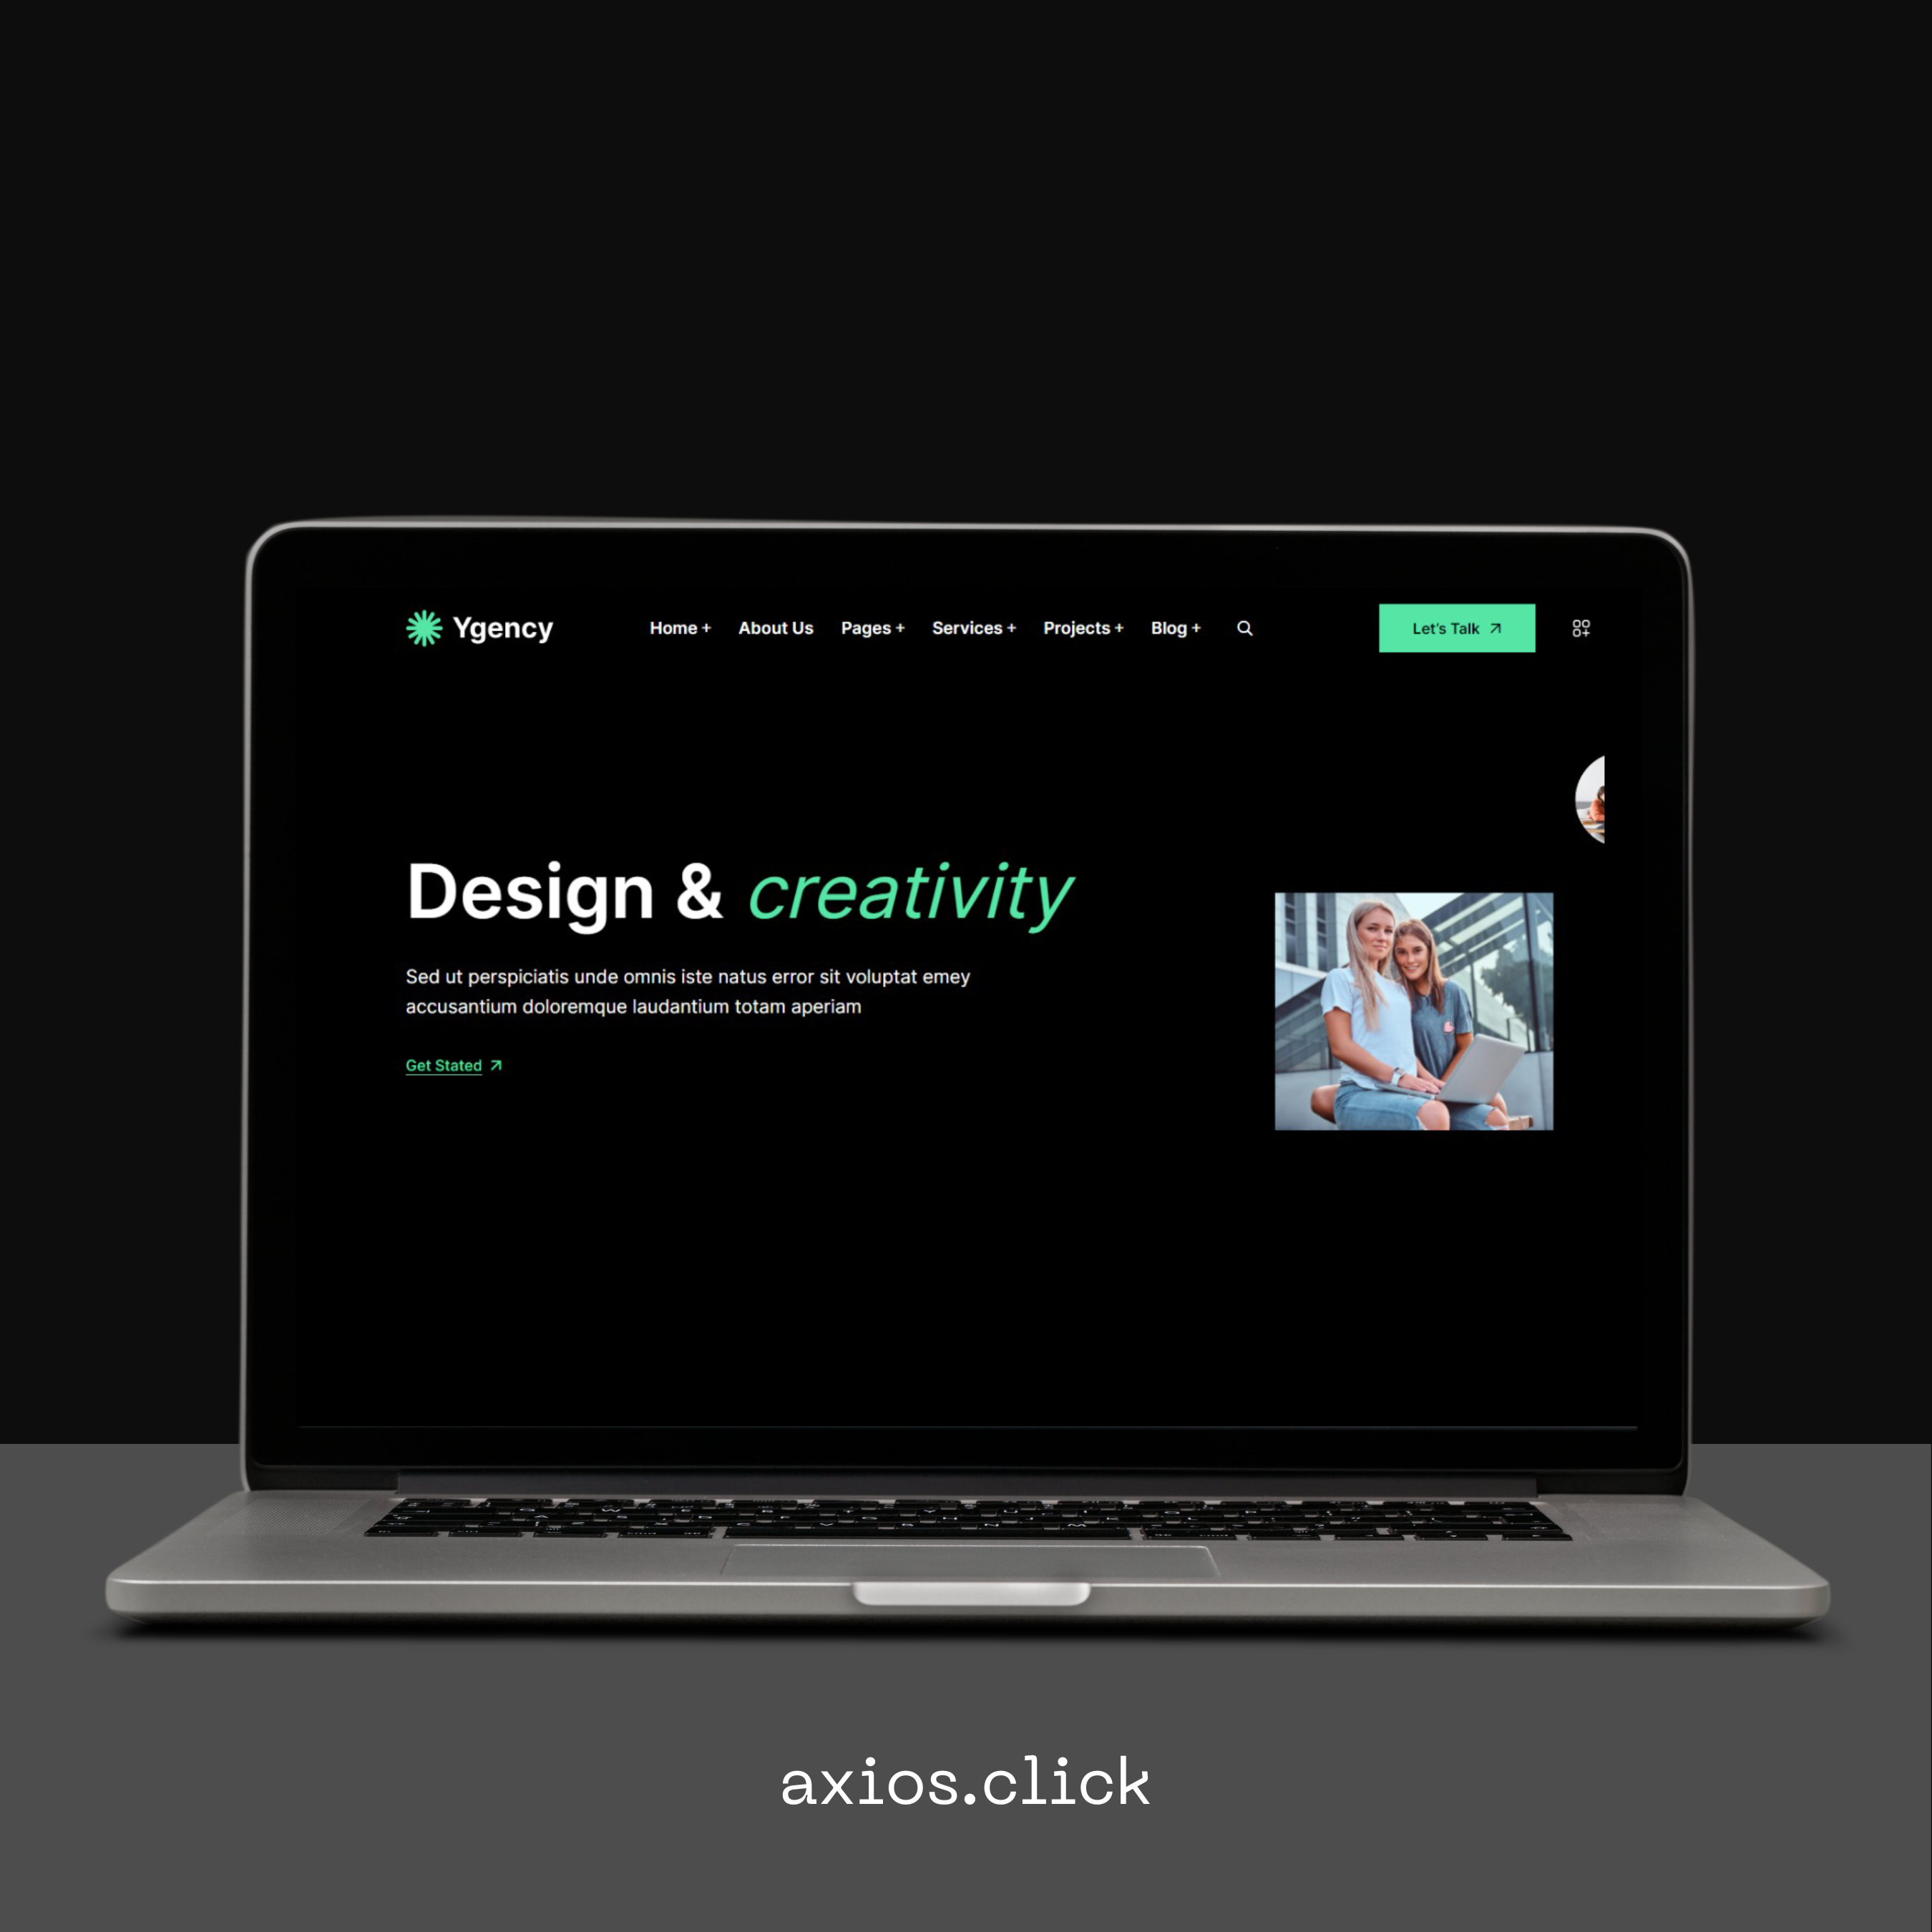 Ygency
Home + About Us Pages + Services + Projects + Blog +
Let's Talk
Design & creativity
Sed ut perspiciatis unde omnis iste natus error sit voluptat emey
accusantium doloremque laudantium totam aperiam
Get Stated
axios.click